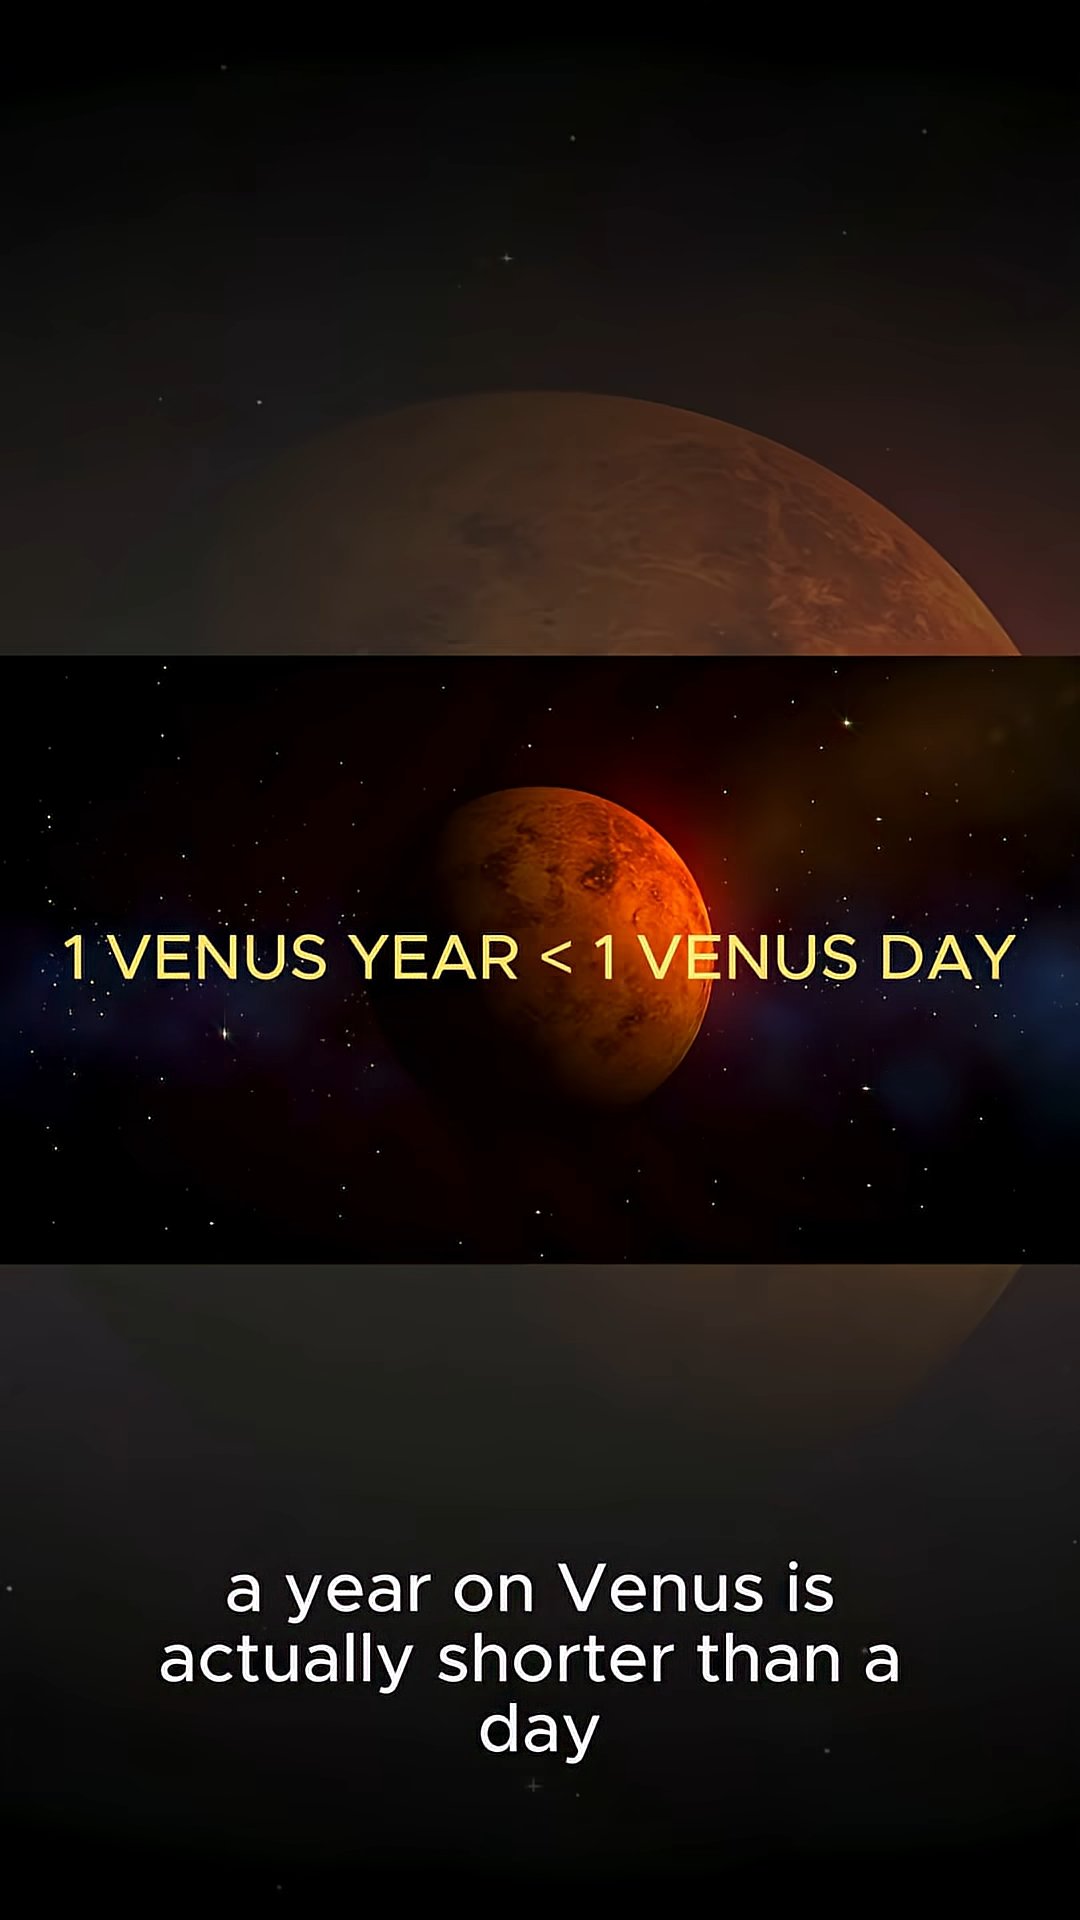 1 VENUS YEAR < 1 VENUS DAY
a year on Venus is
actually shorter than a
day